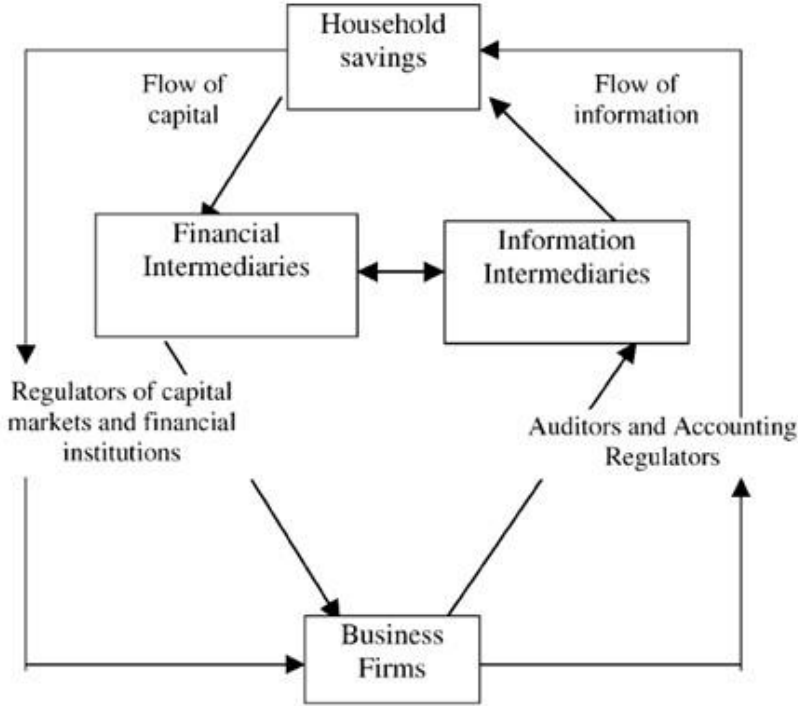 Household
savings
Flow of
capital
Flow of
information
Financial
Intermediaries
Information
Intermediaries
Regulators of capital
markets and financial
institutions
Auditors and Accounting
Regulators
Business
Firms